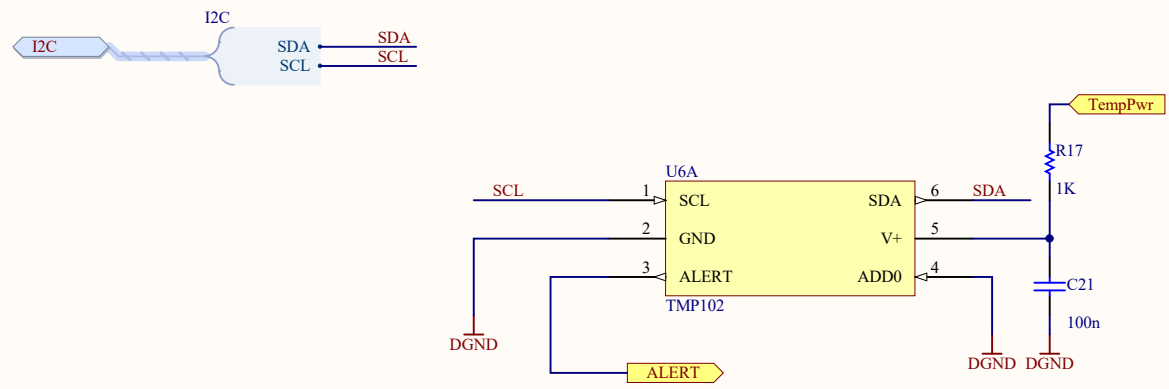 I2C
I2C
SDA
SDA
SCL
SCL
TempPwr
R17
1K
U6A
SCL
1
SCL
SDA
6
SDA
2
GND
V+
5
3
ALERT
ADD0
4
TMP102
C21
100n
DGND
DGND
DGND
ALERT